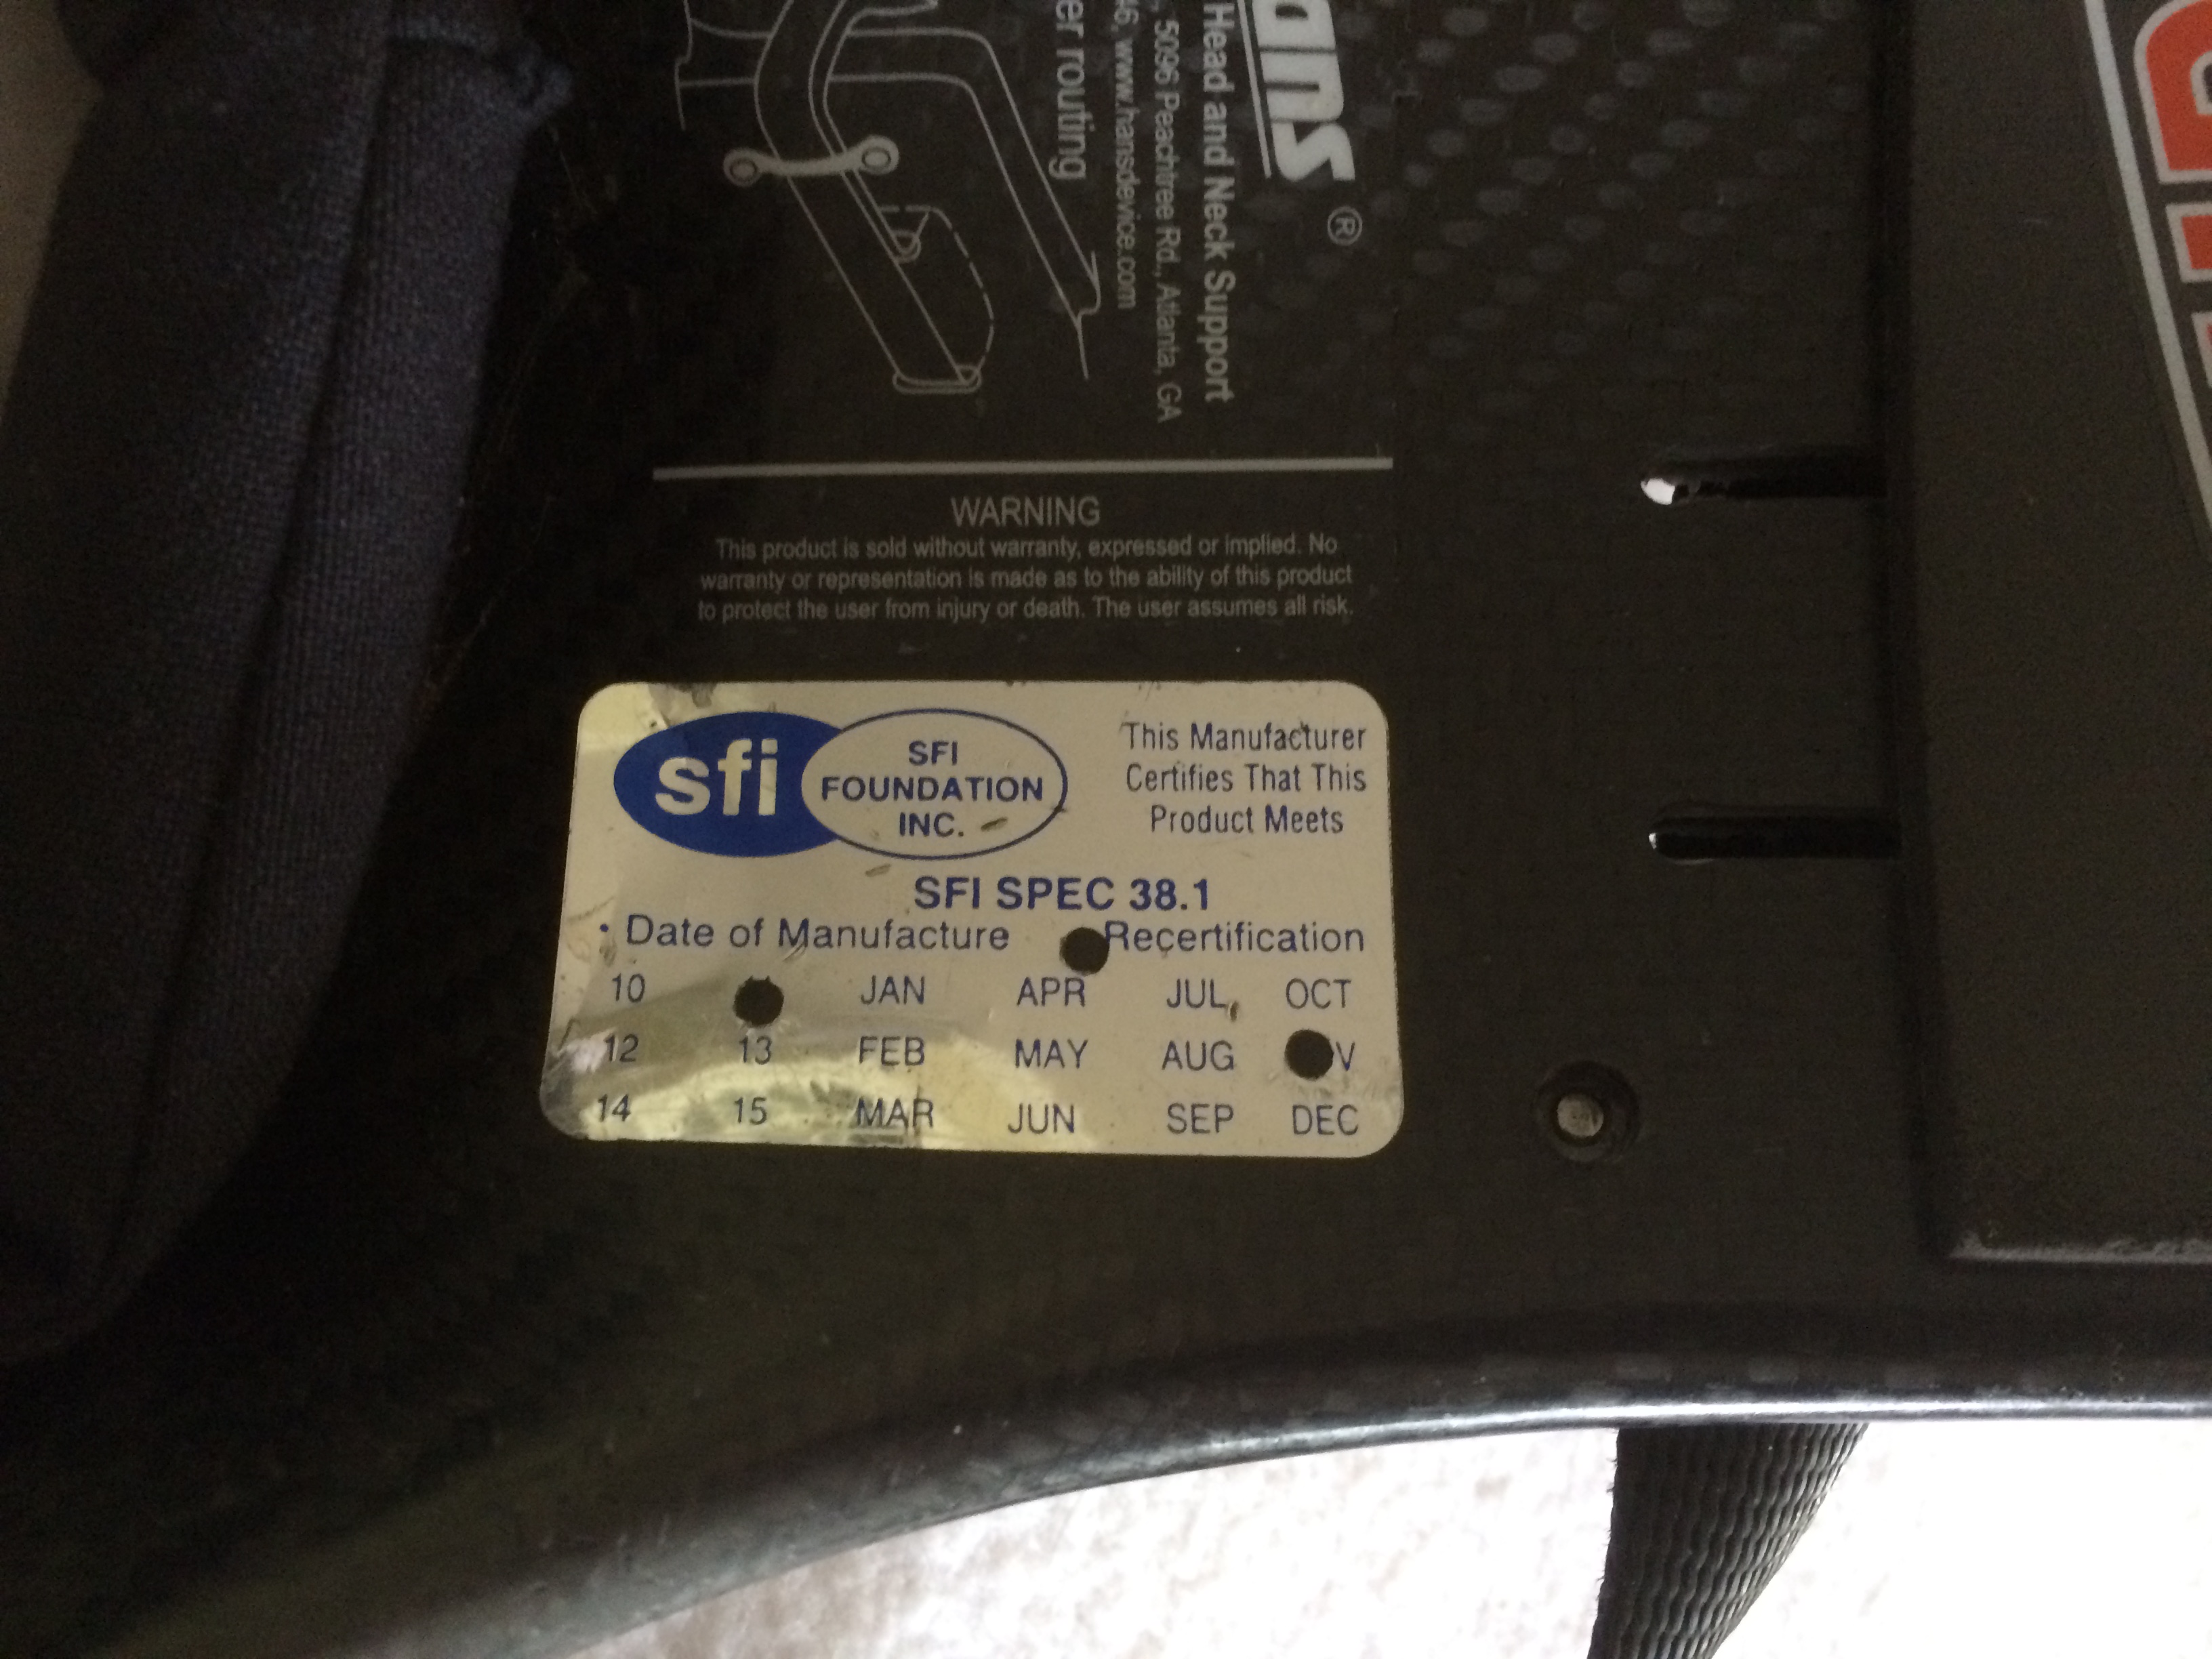 ans®
Head and Neck Support
, 5096 Peachtree Rd., Atlanta, GA
46, www.hansdevice.com
er routing
WARNING
This product is sold without warranty, expressed or implied. No
warranty or representation is made as to the ability of this product
to protect the user from injury or death. The user assumes all risk.
sfi
SFI
FOUNDATION
INC.
This Manufacturer
Certifies That This
Product Meets
SFI SPEC 38.1
• Date of Manufacture Recertification
10 JAN APR JUL OCT
12 13 FEB MAY AUG V
14 15 MAR JUN SEP DEC